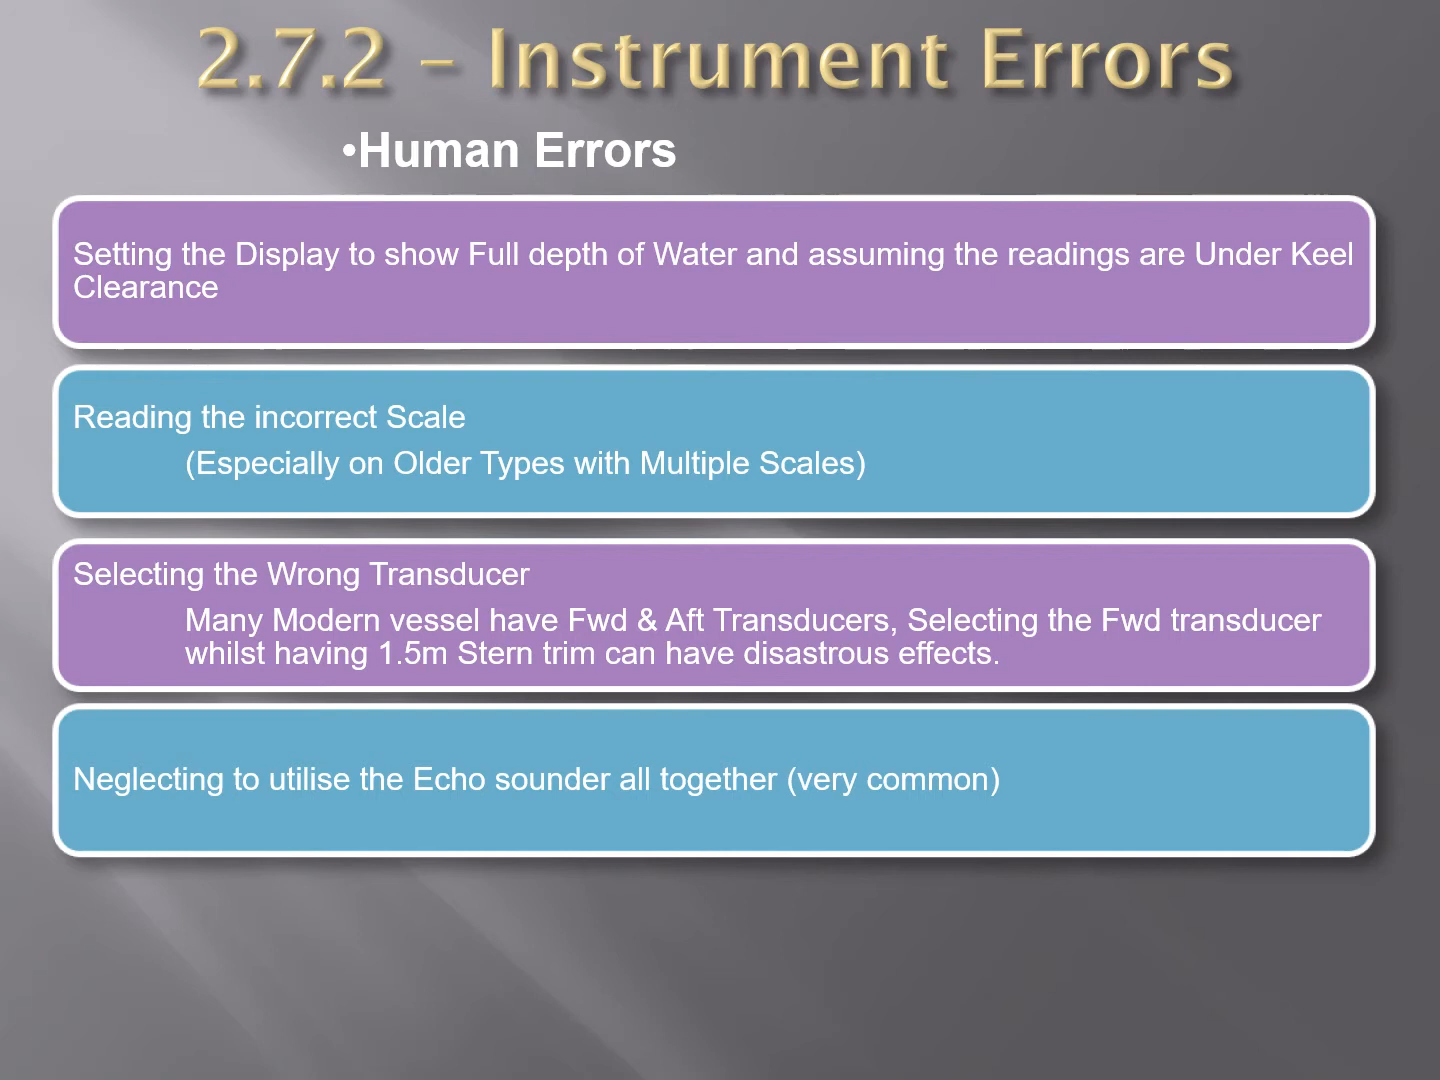 2.7.2 – Instrument Errors
•Human Errors
Setting the Display to show Full depth of Water and assuming the readings are Under Keel
Clearance
Reading the incorrect Scale
(Especially on Older Types with Multiple Scales)
Selecting the Wrong Transducer
Many Modern vessel have Fwd & Aft Transducers, Selecting the Fwd transducer
whilst having 1.5m Stern trim can have disastrous effects.
Neglecting to utilise the Echo sounder all together (very common)